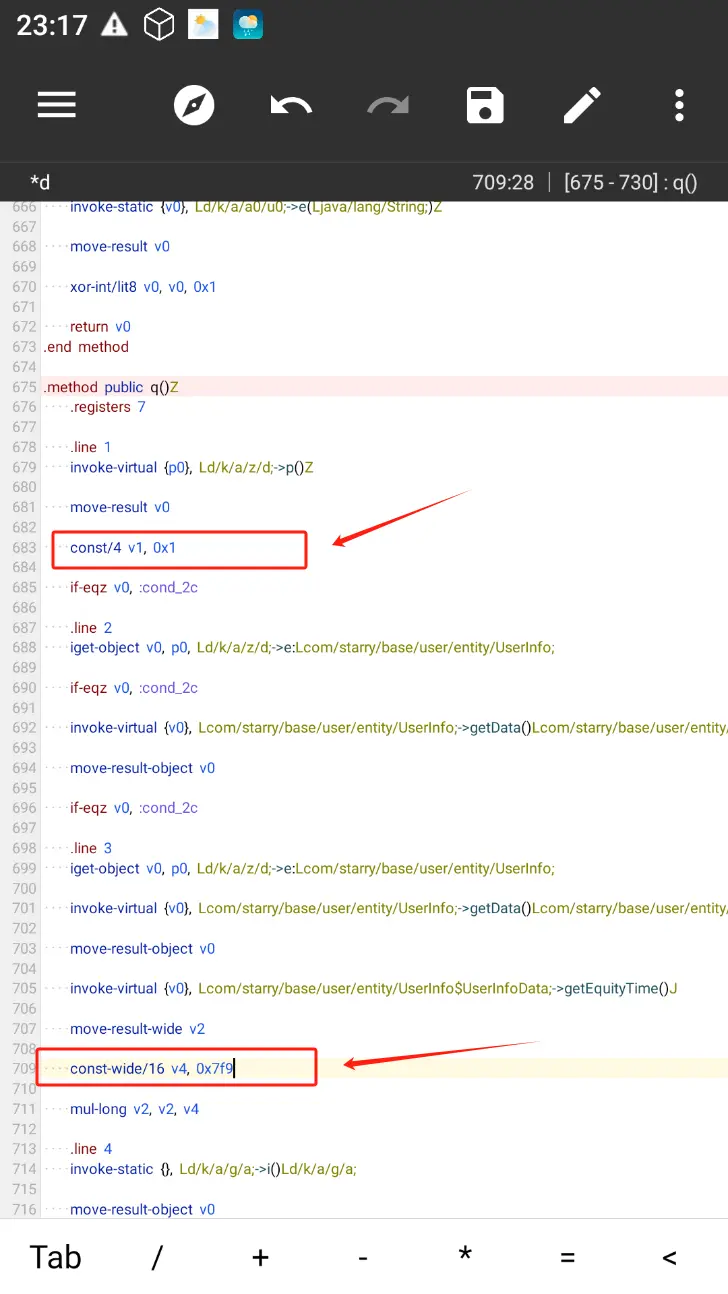 23:17
*d 709:28 [675 - 730] : q()
666 invoke-static {v0}, Ld/k/a/a0/u0;->e(Ljava/lang/String;)Z
667
668 move-result v0
669
670 xor-int/lit8 v0, v0, 0x1
671
672 return v0
673 .end method
674
675 .method public q()Z
676 .registers 7
677
678 .line 1
679 invoke-virtual {p0}, Ld/k/a/z/d;->p()Z
680
681 move-result v0
682
683 const/4 v1, 0x1
684
685 if-eqz v0, :cond_2c
686
687 .line 2
688 iget-object v0, p0, Ld/k/a/z/d;->e:Lcom/starry/base/user/entity/UserInfo;
689
690 if-eqz v0, :cond_2c
691
692 invoke-virtual {v0}, Lcom/starry/base/user/entity/UserInfo;->getData()Lcom/starry/base/user/entity/
693
694 move-result-object v0
695
696 if-eqz v0, :cond_2c
697
698 .line 3
699 iget-object v0, p0, Ld/k/a/z/d;->e:Lcom/starry/base/user/entity/UserInfo;
700
701 invoke-virtual {v0}, Lcom/starry/base/user/entity/UserInfo;->getData()Lcom/starry/base/user/entity/
702
703 move-result-object v0
704
705 invoke-virtual {v0}, Lcom/starry/base/user/entity/UserInfo$UserInfoData;->getEquityTime()J
706
707 move-result-wide v2
708
709 const-wide/16 v4, 0x7f9
710
711 mul-long v2, v2, v4
712
713 .line 4
714 invoke-static {}, Ld/k/a/g/a;->i()Ld/k/a/g/a;
715
716 move-result-object v0
Tab / + - * = <